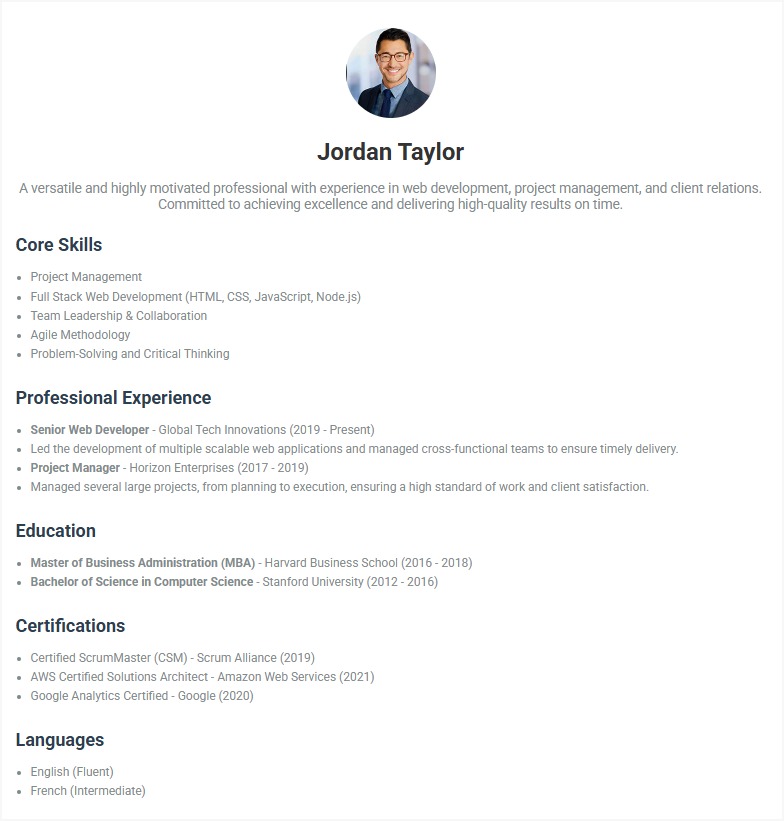 Jordan Taylor
A versatile and highly motivated professional with experience in web development, project management, and client relations.
Committed to achieving excellence and delivering high-quality results on time.
Core Skills
Project Management
Full Stack Web Development (HTML, CSS, JavaScript, Node.js)
Team Leadership & Collaboration
Agile Methodology
Problem-Solving and Critical Thinking
Professional Experience
Senior Web Developer - Global Tech Innovations (2019 - Present)
Led the development of multiple scalable web applications and managed cross-functional teams to ensure timely delivery.
Project Manager - Horizon Enterprises (2017 - 2019)
Managed several large projects, from planning to execution, ensuring a high standard of work and client satisfaction.
Education
Master of Business Administration (MBA) - Harvard Business School (2016 - 2018)
Bachelor of Science in Computer Science - Stanford University (2012 - 2016)
Certifications
Certified ScrumMaster (CSM) - Scrum Alliance (2019)
AWS Certified Solutions Architect - Amazon Web Services (2021)
Google Analytics Certified - Google (2020)
Languages
English (Fluent)
French (Intermediate)